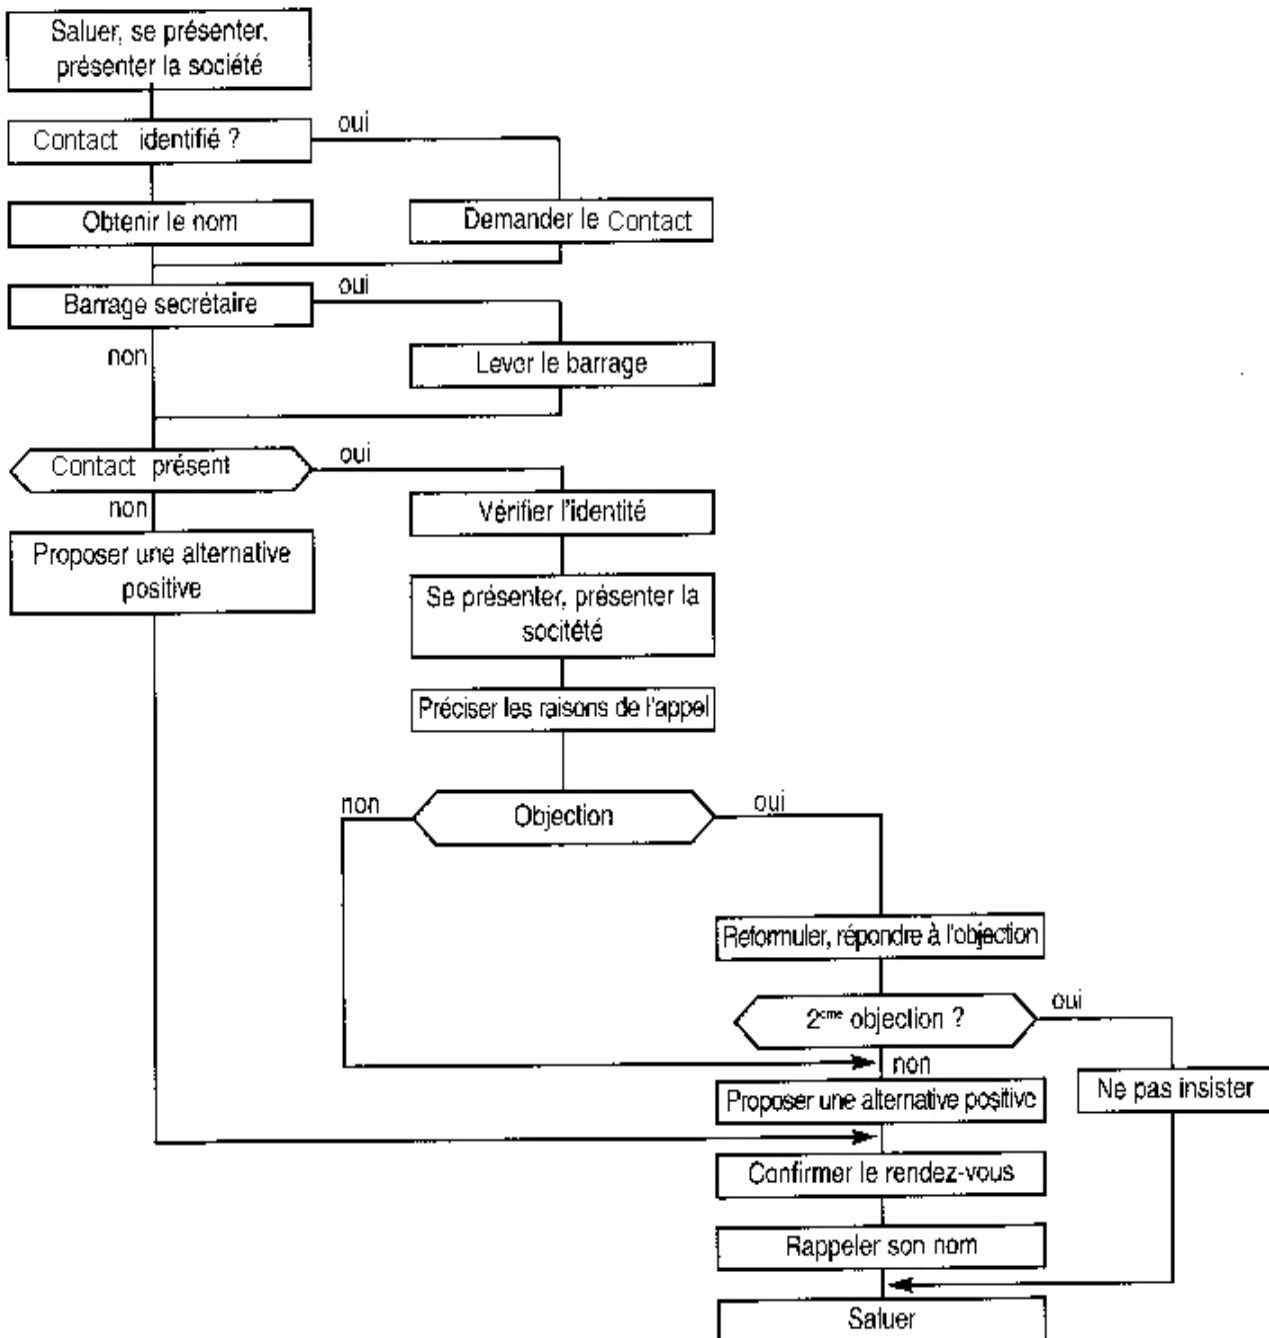 Saluer, se présenter,
présenter la société
Contact identifié ?
oui
Obtenir le nom
Demander le Contact
Barrage secrétaire
oui
non
Lever le barrage
Contact présent
oui
non
Vérifier l'identité
Proposer une alternative
positive
Se présenter, présenter la
socitété
Préciser les raisons de l'appel
non
Objection
oui
Reformuler, répondre à l'objection
2ème objection ?
oui
non
Proposer une alternative positive
Ne pas insister
Confirmer le rendez-vous
Rappeler son nom
Saluer